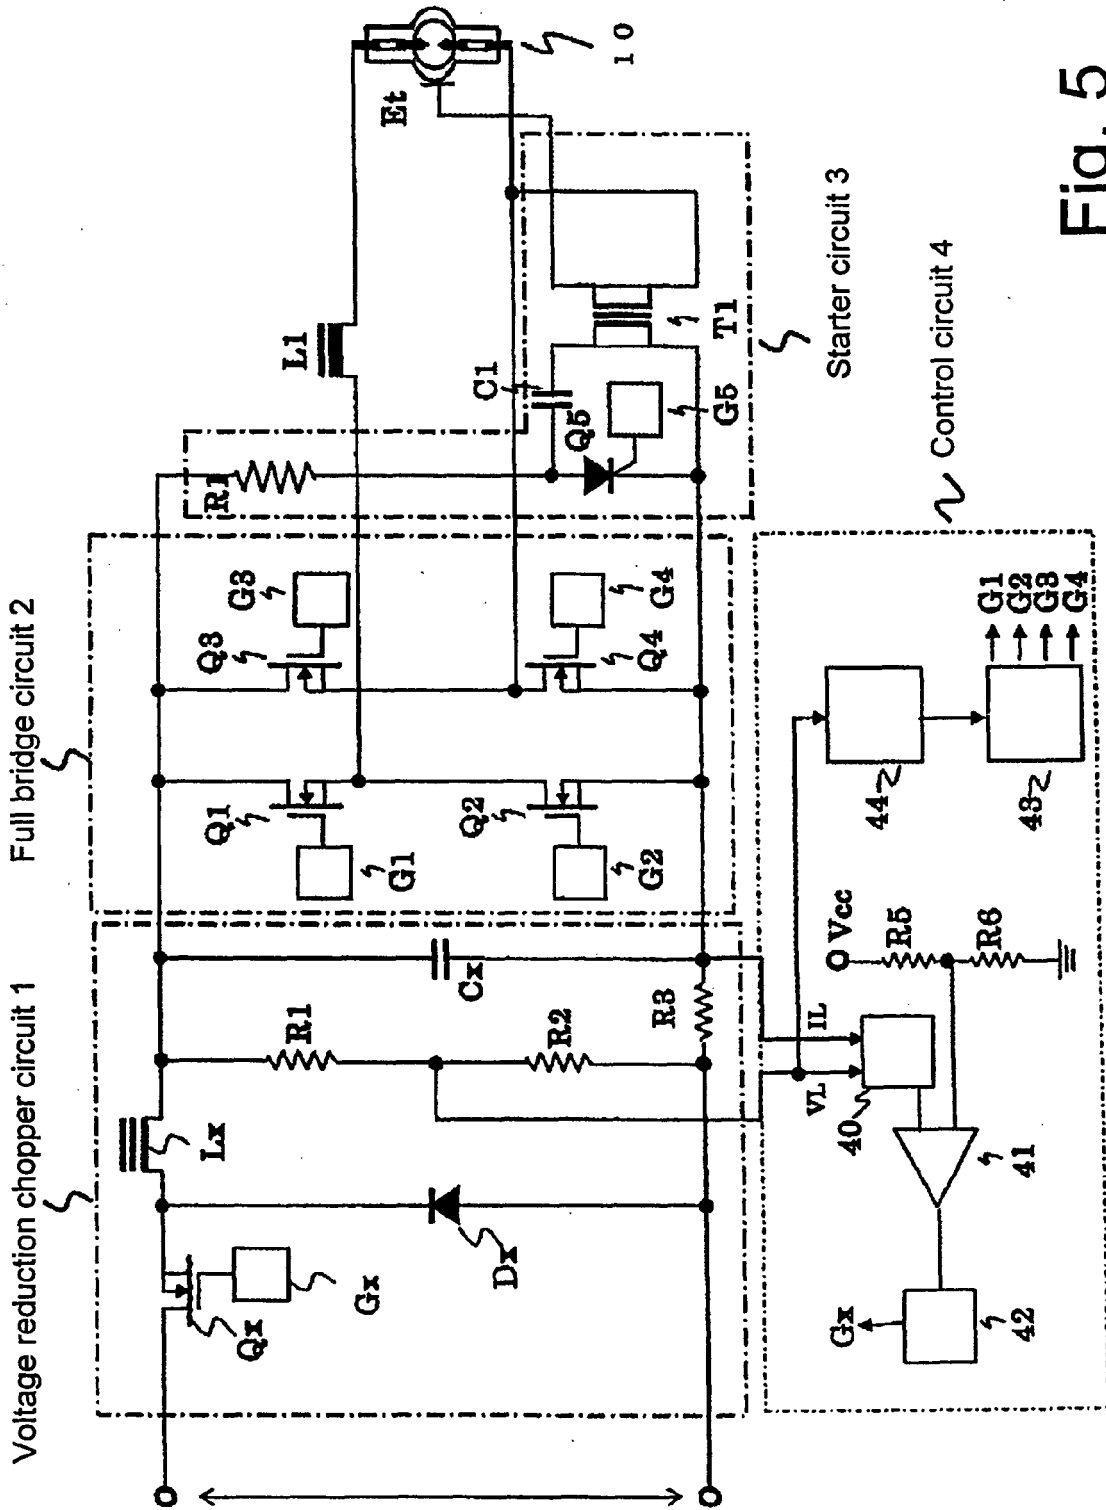 Voltage reduction chopper circuit 1
Full bridge circuit 2
Starter circuit 3
Control circuit 4
Fig. 5
Qx
Gx
Lx
Dx
R1
R2
R3
Cx
Q1
G1
Q2
G2
Q3
G3
Q4
G4
R1
L1
Q5
C1
G5
T1
Et
10
VL
IL
40
41
42
Gx
Vcc
R5
R6
44
43
G1
G2
G3
G4